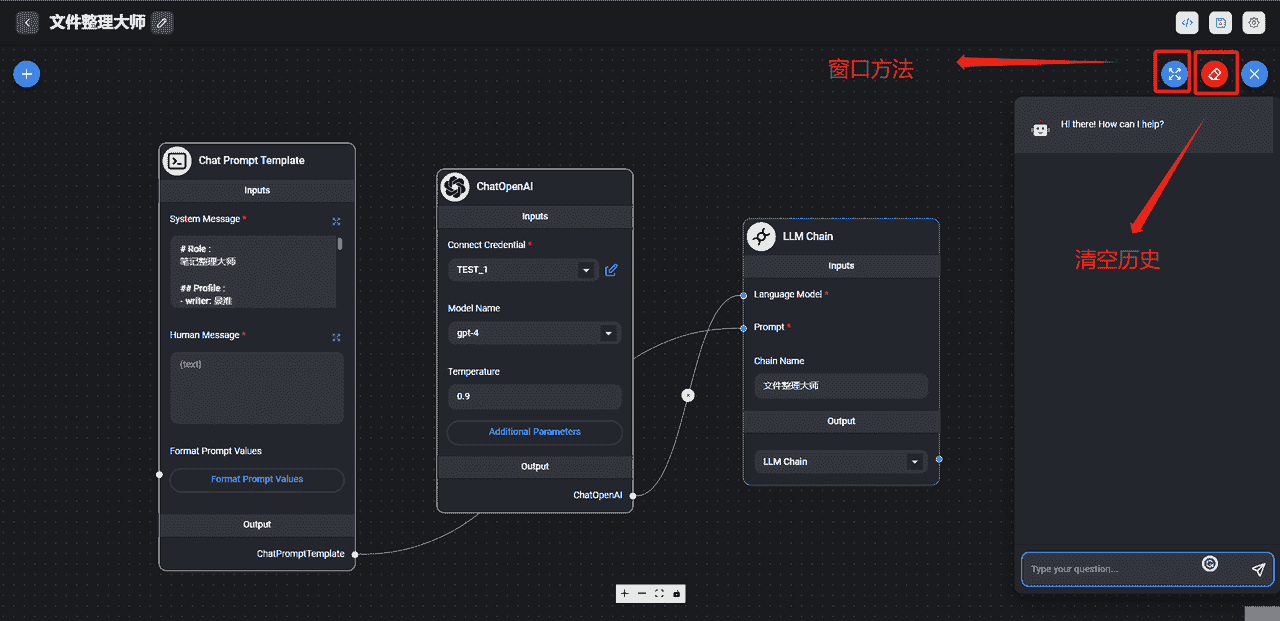 文件整理大师
窗口方法
Hi there! How can I help?
清空历史
Type your question...
Chat Prompt Template
Inputs
System Message *
# Role :
笔记整理大师
## Profile :
- writer:
Human Message *
{text}
Format Prompt Values
Format Prompt Values
Output
ChatPromptTemplate
ChatOpenAI
Inputs
Connect Credential *
TEST_1
Model Name
gpt-4
Temperature
0.9
Additional Parameters
Output
ChatOpenAI
LLM Chain
Inputs
Language Model *
Prompt *
Chain Name
文件整理大师
Output
LLM Chain